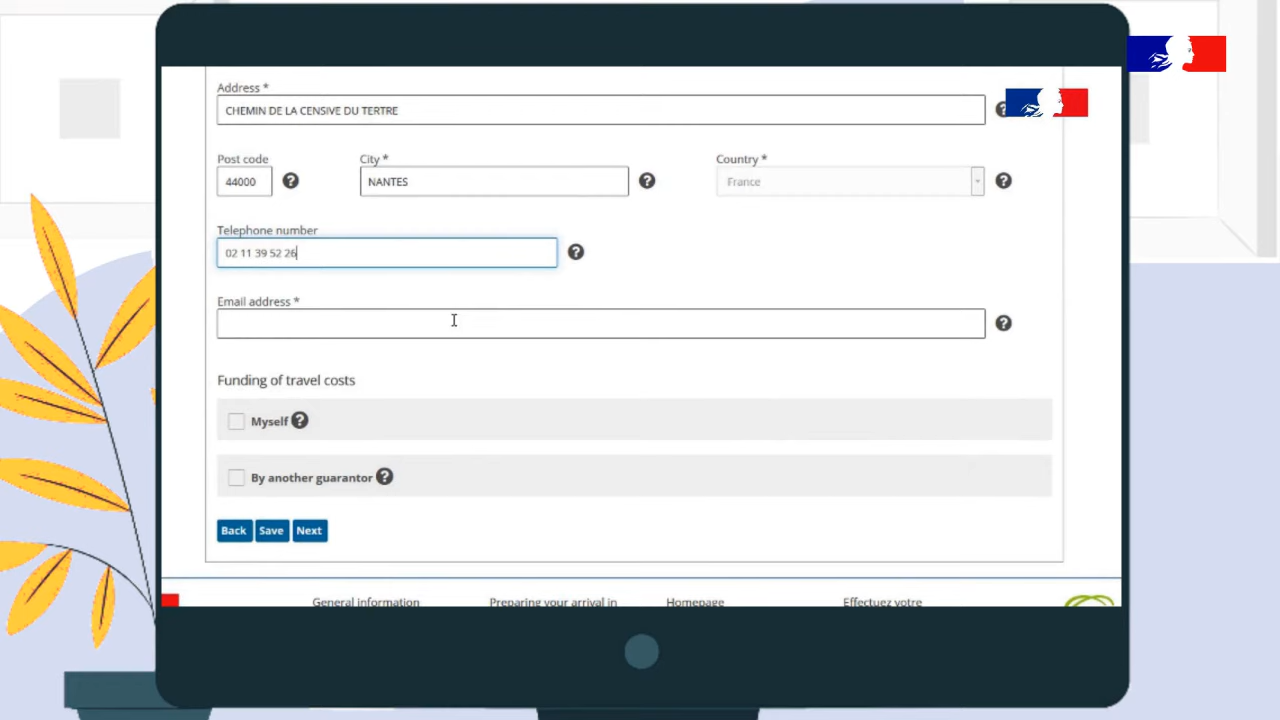 Address *
CHEMIN DE LA CENSIVE DU TERTRE
Post code City * Country *
44000 NANTES France
Telephone number
02 11 39 52 26
Email address *
Funding of travel costs
Myself
By another guarantor
Back Save Next
General information Preparing your arrival in Homepage Effectuez votre